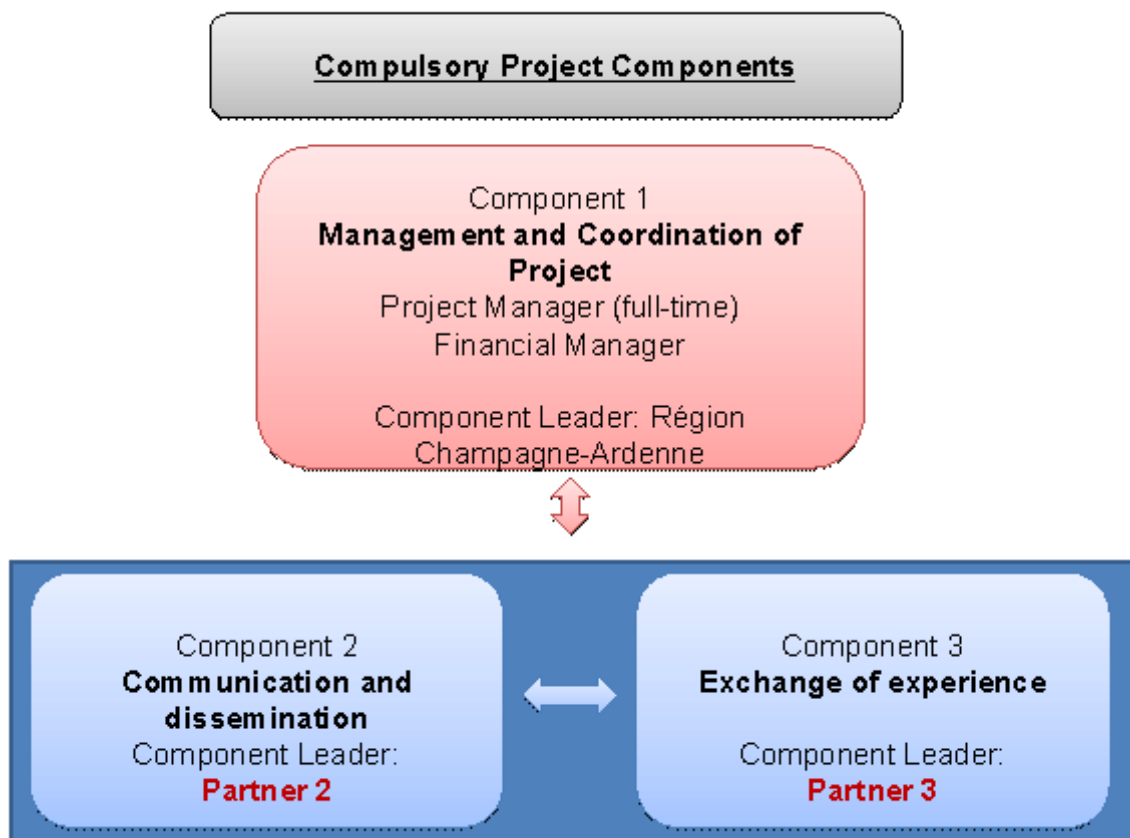 Compulsory Project Components
Component 1
Management and Coordination of
Project
Project Manager (full-time)
Financial Manager
Component Leader: Région
Champagne-Ardenne
Component 2
Communication and
dissemination
Component Leader:
Partner 2
Component 3
Exchange of experience
Component Leader:
Partner 3